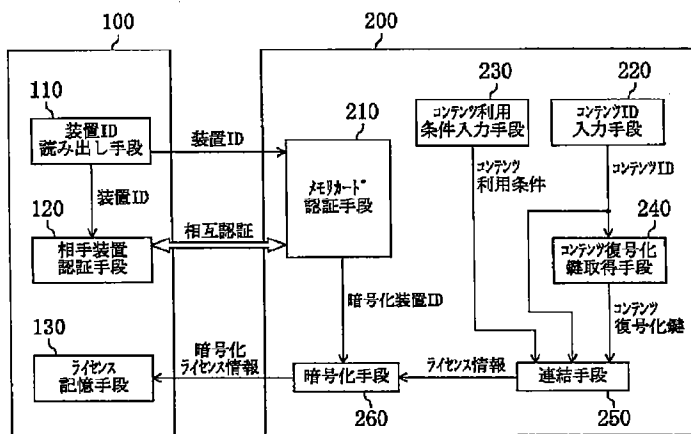 100
200
110
装置ID
読み出し手段
装置ID
装置ID
120
相手装置
認証手段
相互認証
130
ライセンス
記憶手段
暗号化
ライセンス情報
210
メモリカード
認証手段
暗号化装置ID
暗号化手段
260
ライセンス情報
230
コンテンツ利用
条件入力手段
コンテンツ
利用条件
220
コンテンツID
入力手段
コンテンツID
240
コンテンツ復号化
鍵取得手段
コンテンツ
復号化鍵
連結手段
250